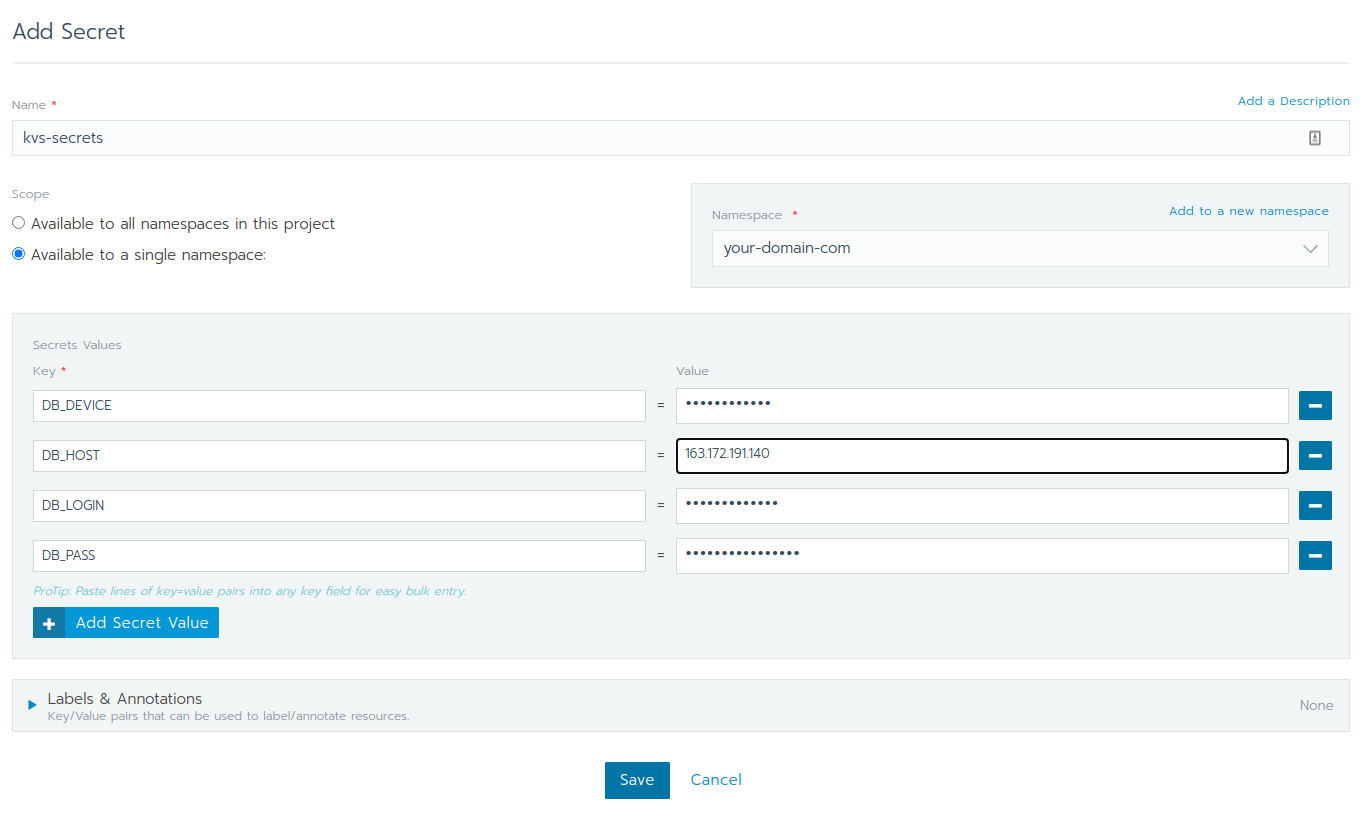 Add Secret
Name *
Add a Description
kvs-secrets
Scope
Available to all namespaces in this project
Available to a single namespace:
Namespace *
Add to a new namespace
your-domain-com
Secrets Values
Key *
Value
DB_DEVICE = ••••••••••••
DB_HOST = 163.172.191.140
DB_LOGIN = •••••••••••••
DB_PASS = ••••••••••••••••
ProTip: Paste lines of key=value pairs into any key field for easy bulk entry.
Add Secret Value
Labels & Annotations
Key/Value pairs that can be used to label/annotate resources.
None
Save
Cancel